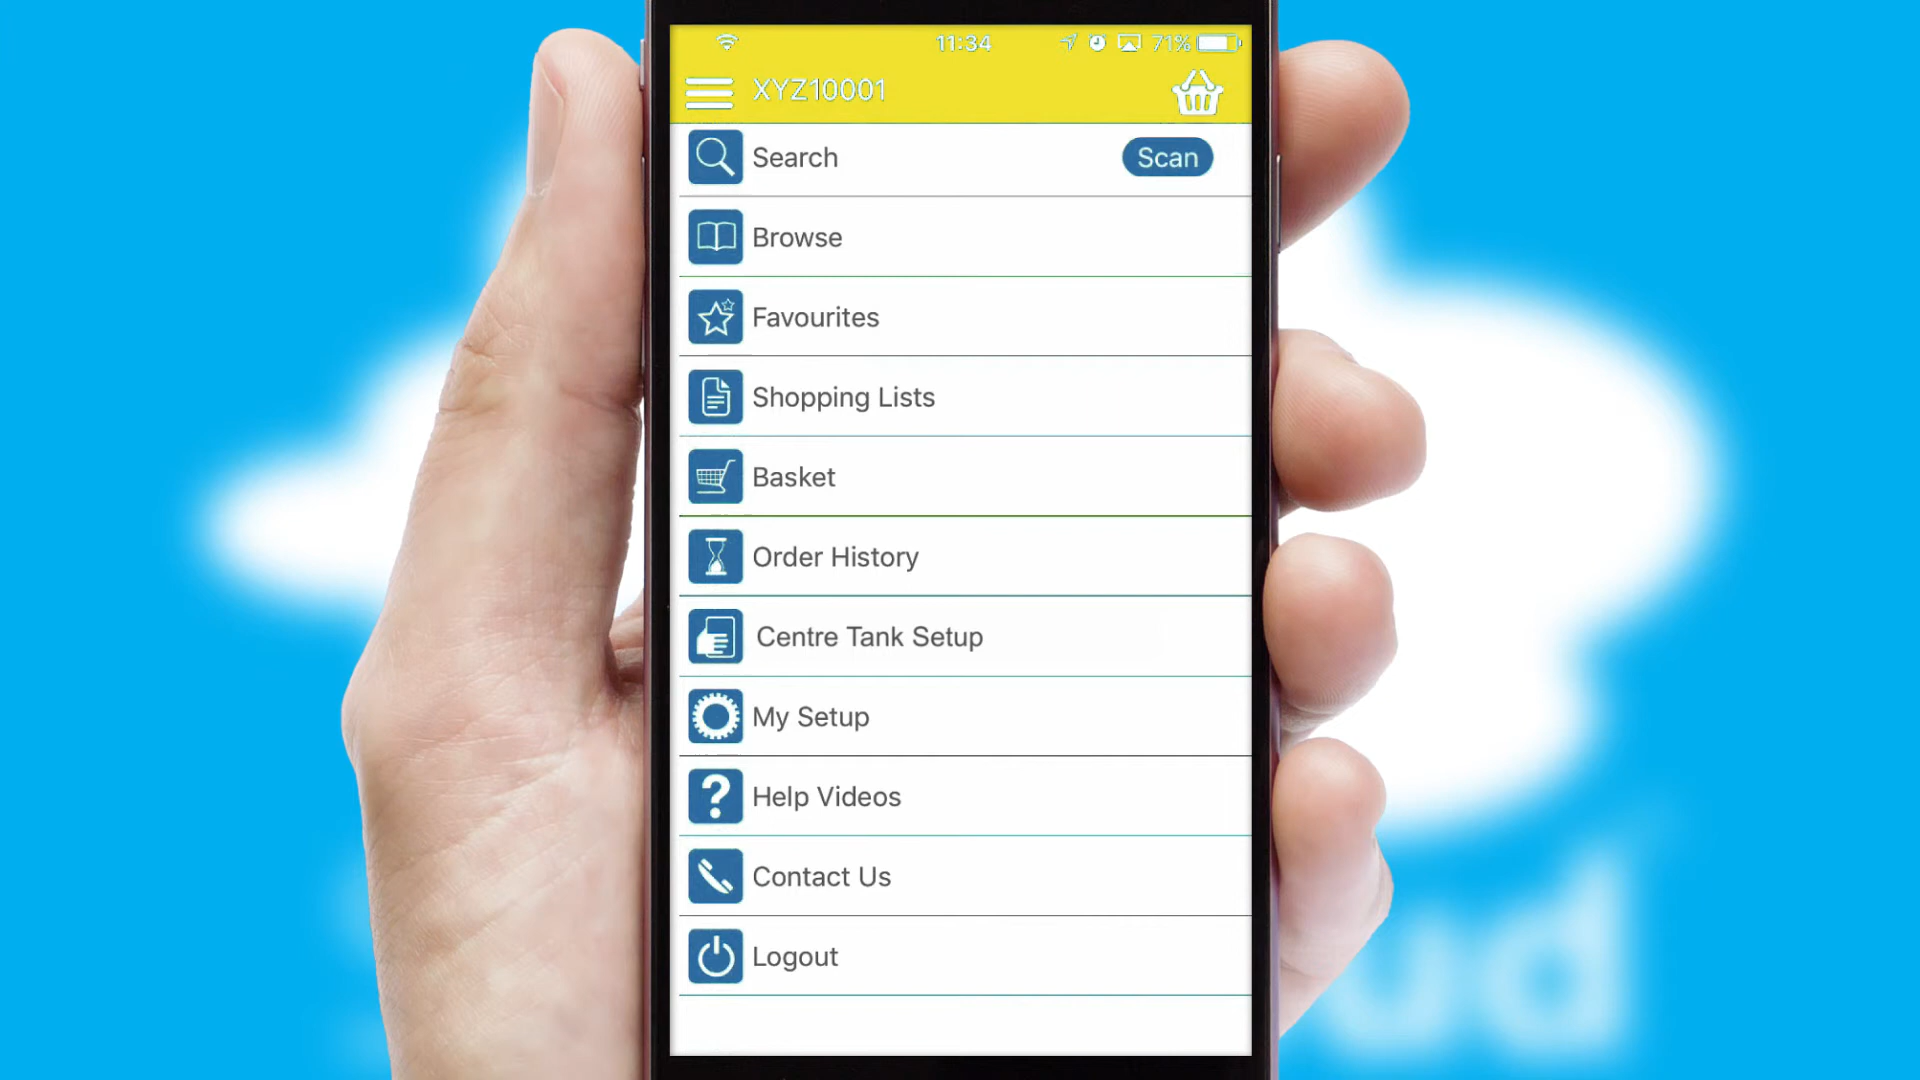 11:34
71%
XYZ10001
Search
Scan
Browse
Favourites
Shopping Lists
Basket
Order History
Centre Tank Setup
My Setup
Help Videos
Contact Us
Logout